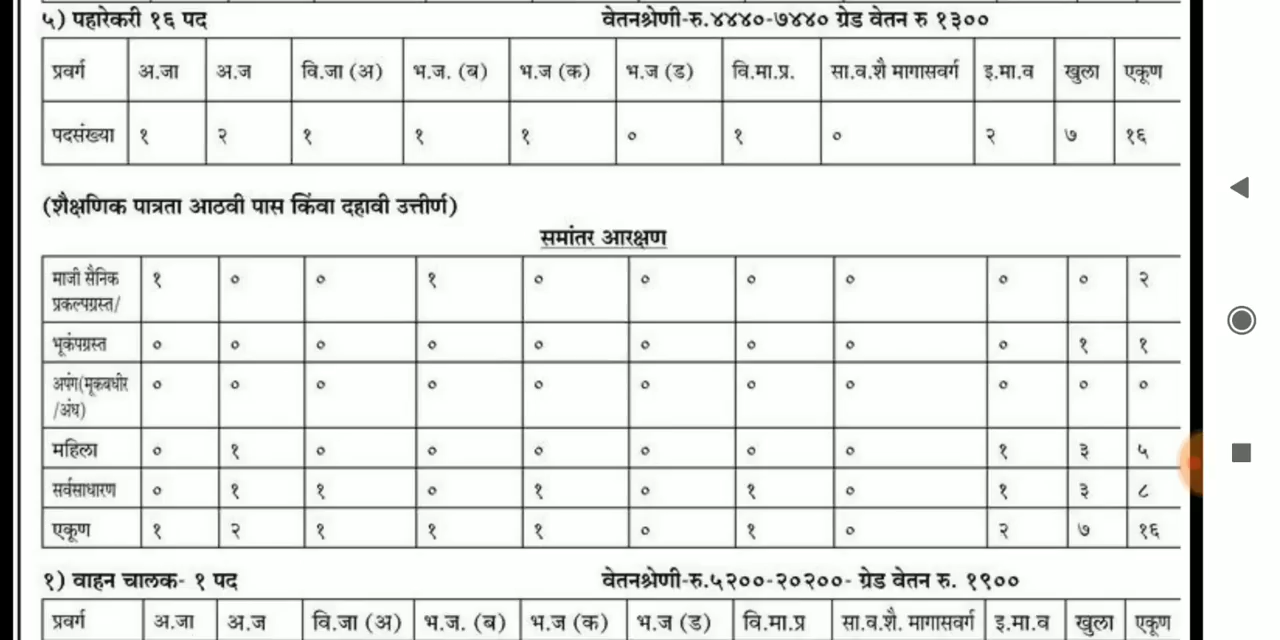 ५) पहारेकरी १६ पद वेतनश्रेणी-रु.४४४०-७४४० ग्रेड वेतन रु १३००
प्रवर्ग अ.जा अ.ज वि.जा (अ) भ.ज. (ब) भ.ज (क) भ.ज (ड) वि.मा.प्र. सा.व.शै मागासवर्ग इ.मा.व खुला एकूण
पदसंख्या १ २ १ १ १ ० १ ० २ ७ १६
(शैक्षणिक पात्रता आठवी पास किंवा दहावी उत्तीर्ण)
समांतर आरक्षण
माजी सैनिक १ ० ० १ ० ० ० ० ० ० २
प्रकल्पग्रस्त/
भूकंपग्रस्त ० ० ० ० ० ० ० ० ० १ १
अपंग(मूकबधीर ० ० ० ० ० ० ० ० ० ० ०
/अंध)
महिला ० १ ० ० ० ० ० ० १ ३ ५
सर्वसाधारण ० १ १ ० १ ० १ ० १ ३ ८
एकूण १ २ १ १ १ ० १ ० २ ७ १६
१) वाहन चालक- १ पद वेतनश्रेणी-रु.५२००-२०२००- ग्रेड वेतन रु. १९००
प्रवर्ग अ.जा अ.ज वि.जा (अ) भ.ज. (ब) भ.ज (क) भ.ज (ड) वि.मा.प्र सा.व.शै. मागासवर्ग इ.मा.व खुला एकूण